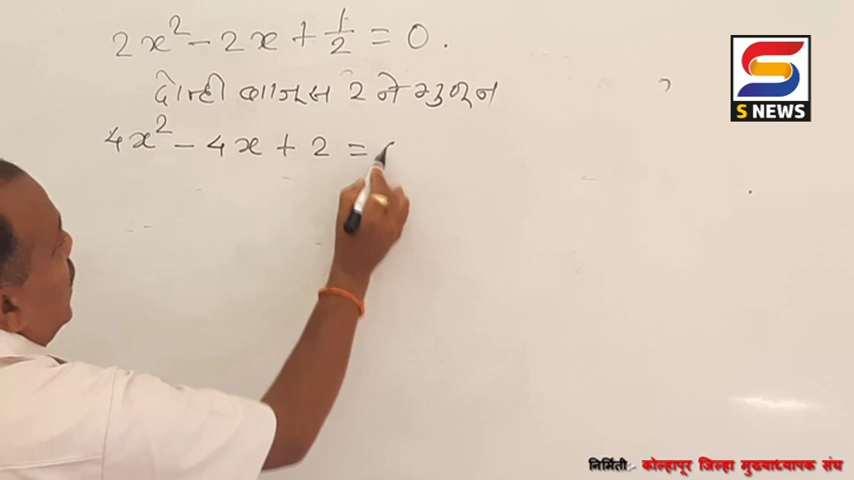 2x² - 2x + 1/2 = 0.
दोन्ही बाजूस 2 ने गुणून
4x² - 4x + 2 =
S NEWS
निर्मिती:- कोल्हापूर जिल्हा मुख्याध्यापक संघ